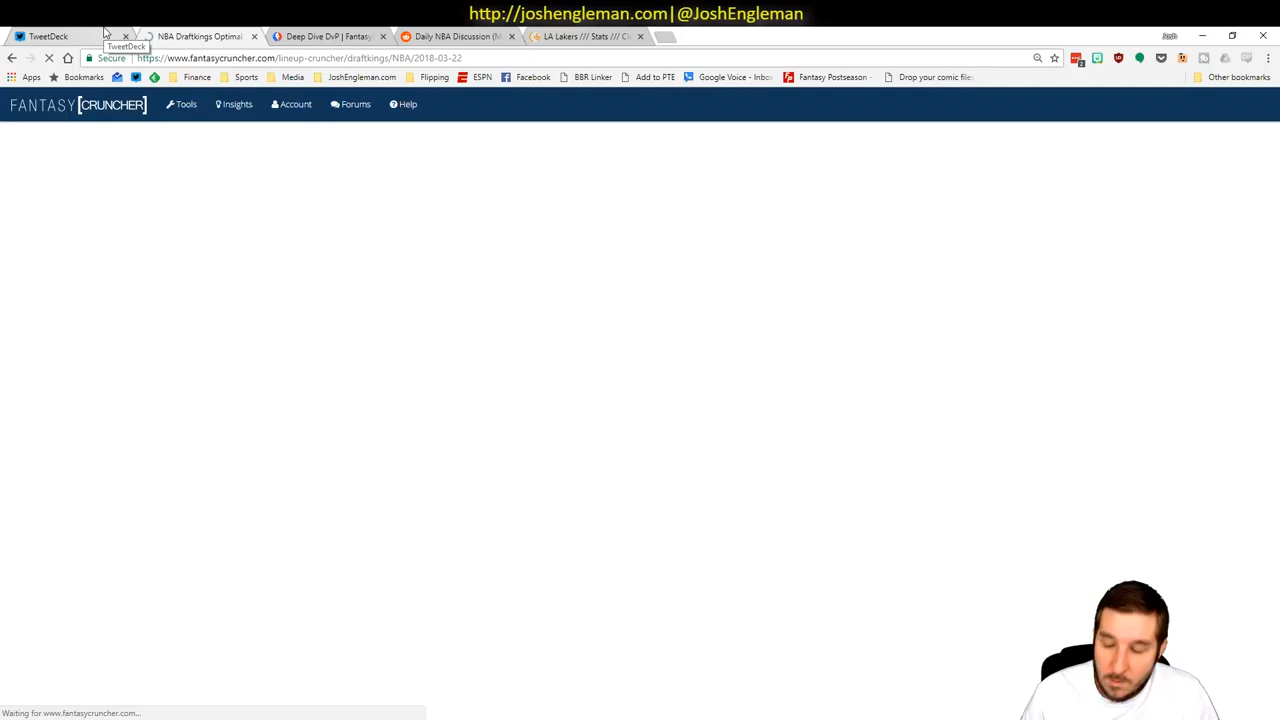 http://joshengleman.com|@JoshEngleman
TweetDeck
NBA Draftkings Optimal
Deep Dive DvP | Fantasy
Daily NBA Discussion (M
LA Lakers /// Stats /// Cl
Josh
TweetDeck
Secure
https://www.fantasycruncher.com/lineup-cruncher/draftkings/NBA/2018-03-22
Apps
Bookmarks
Finance
Sports
Media
JoshEngleman.com
Flipping
ESPN
Facebook
BBR Linker
Add to PTE
Google Voice - Inbo
Fantasy Postseason -
Drop your comic files
Other bookmarks
FANTASY[CRUNCHER]
Tools
Insights
Account
Forums
Help
Waiting for www.fantasycruncher.com...